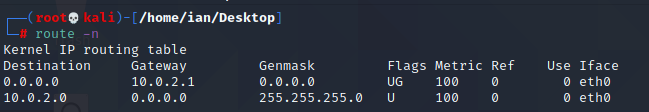 (root💀kali)-[/home/ian/Desktop]
# route -n
Kernel IP routing table
Destination     Gateway         Genmask         Flags Metric Ref    Use Iface
0.0.0.0         10.0.2.1        0.0.0.0         UG    100    0        0 eth0
10.0.2.0        0.0.0.0         255.255.255.0   U     100    0        0 eth0